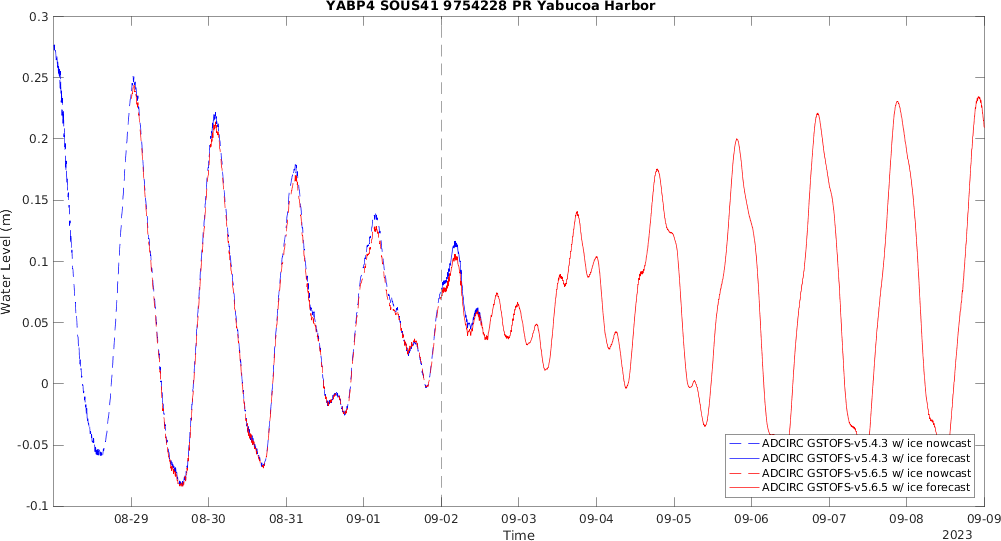 YABP4 SOUS41 9754228 PR Yabucoa Harbor
0.3
0.25
0.2
0.15
0.1
0.05
0
-0.05
-0.1
Water Level (m)
08-29 08-30 08-31 09-01 09-02 09-03 09-04 09-05 09-06 09-07 09-08 09-09
2023
Time
ADCIRC GSTOFS-v5.4.3 w/ ice nowcast
ADCIRC GSTOFS-v5.4.3 w/ ice forecast
ADCIRC GSTOFS-v5.6.5 w/ ice nowcast
ADCIRC GSTOFS-v5.6.5 w/ ice forecast